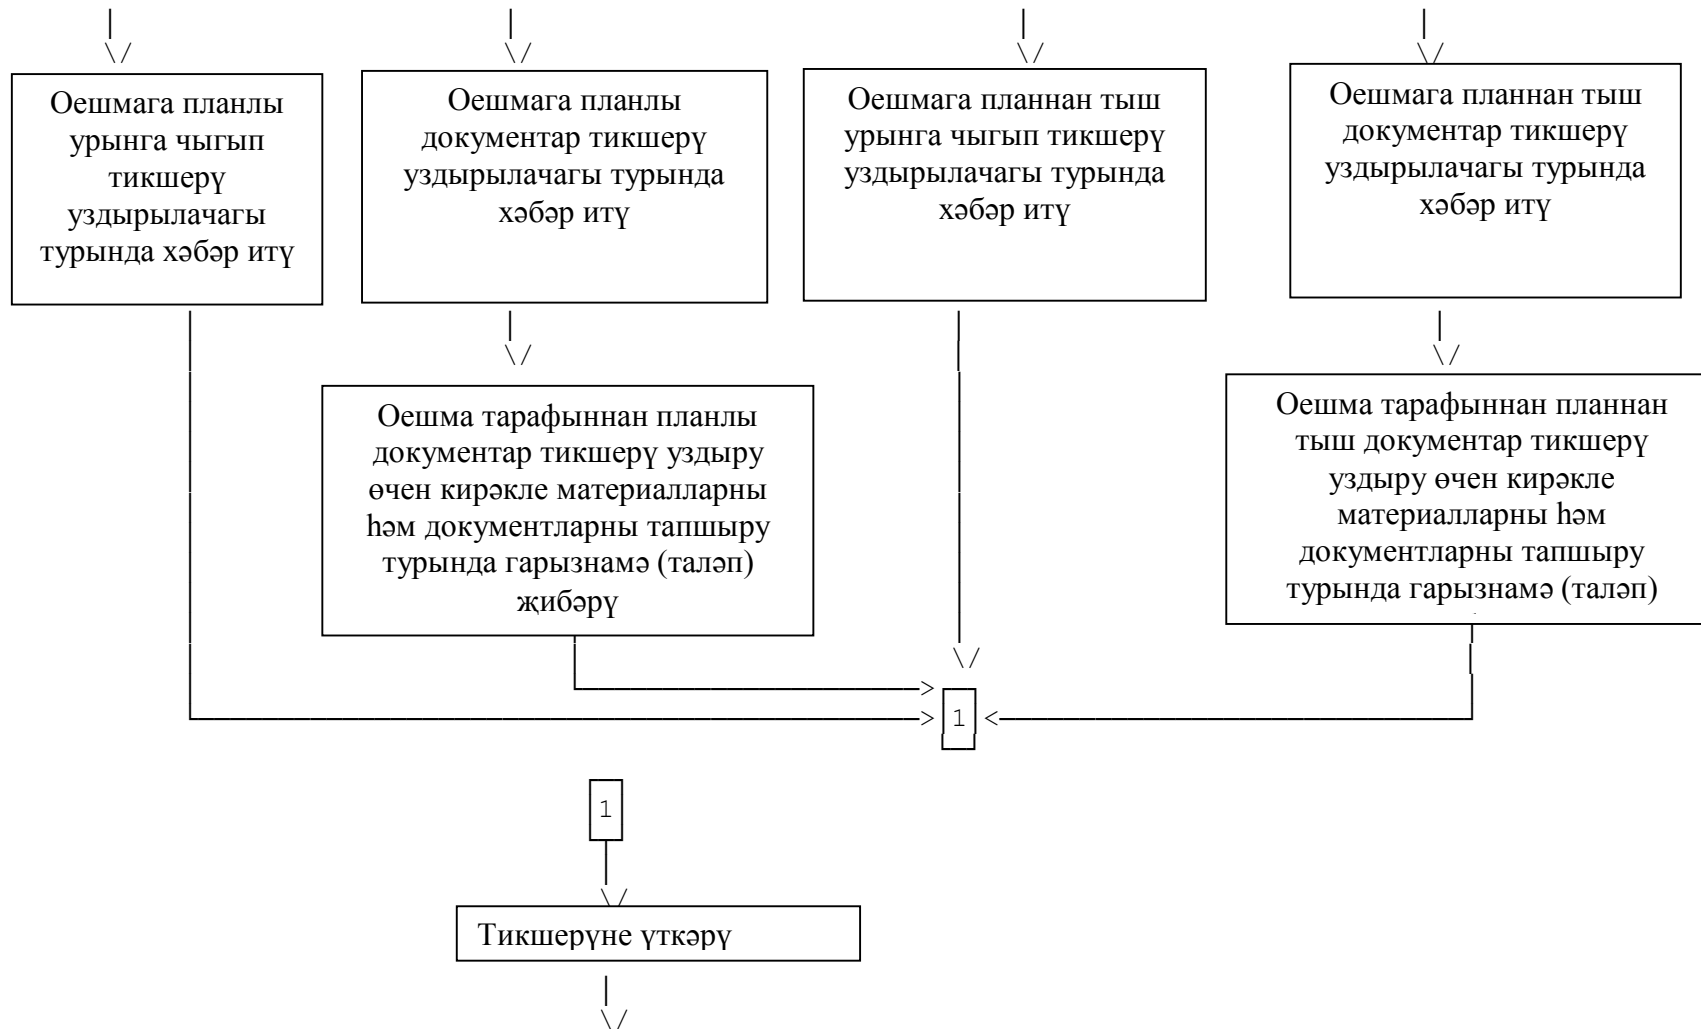 Оешмага планлы
урынга чыгып
тикшерү
уздырылачагы
турында хәбәр итү
Оешмага планлы
документар тикшерү
уздырылачагы турында
хәбәр итү
Оешмага планнан тыш
урынга чыгып тикшерү
уздырылачагы турында
хәбәр итү
Оешмага планнан тыш
документар тикшерү
уздырылачагы турында
хәбәр итү
Оешма тарафыннан планлы
документар тикшерү уздыру
өчен кирәкле материалларны
һәм документларны тапшыру
турында гарызнамә (таләп)
җибәрү
Оешма тарафыннан планнан
тыш документар тикшерү
уздыру өчен кирәкле
материалларны һәм
документларны тапшыру
турында гарызнамә (таләп)
1
1
Тикшерүне үткәрү